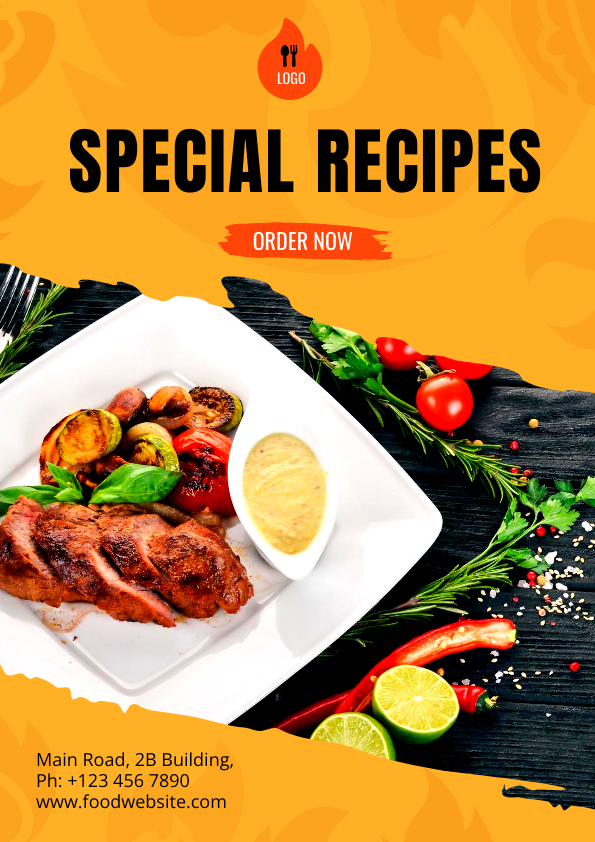 LOGO
SPECIAL RECIPES
ORDER NOW
Main Road, 2B Building,
Ph: +123 456 7890
www.foodwebsite.com